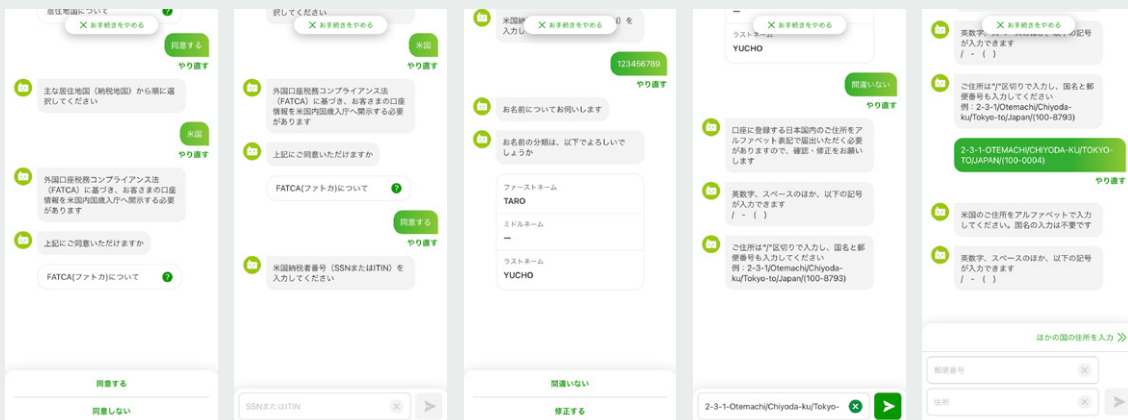 居住地国について
お手続きをやめる
同意する
やり直す
主な居住地国（納税地国）から順に選
択してください
米国
やり直す
外国口座税務コンプライアンス法
（FATCA）に基づき、お客さまの口座
情報を米国内国歳入庁へ開示する必要
があります
上記にご同意いただけますか
FATCA(ファトカ)について
同意する
同意しない
択してください
お手続きをやめる
米国
やり直す
外国口座税務コンプライアンス法
（FATCA）に基づき、お客さまの口座
情報を米国内国歳入庁へ開示する必要
があります
上記にご同意いただけますか
FATCA(ファトカ)について
同意する
やり直す
米国納税者番号（SSNまたはITIN）を
入力してください
SSNまたはITIN
お手続きをやめる
123456789
やり直す
お名前についてお伺いします
お名前の分類は、以下でよろしいで
しょうか
ファーストネーム
TARO
ミドルネーム
ー
ラストネーム
YUCHO
間違いない
修正する
ー
お手続きをやめる
ラストネーム
YUCHO
間違いない
やり直す
口座に登録する日本国内のご住所をア
ルファベット表記で届出いただく必要
がありますので、確認・修正をお願い
します
英数字、スペースのほか、以下の記号
が入力できます
/ - ( )
ご住所は"/"区切りで入力し、国名と郵
便番号も入力してください
例：2-3-1/Otemachi/Chiyoda-
ku/Tokyo-to/Japan/(100-8793)
2-3-1-Otemachi/Chiyoda-ku/Tokyo-
お手続きをやめる
英数字、スペースのほか、以下の記号
が入力できます
/ - ( )
ご住所は"/"区切りで入力し、国名と郵
便番号も入力してください
例：2-3-1/Otemachi/Chiyoda-
ku/Tokyo-to/Japan/(100-8793)
2-3-1-OTEMACHI/CHIYODA-KU/TOKYO-
TO/JAPAN/(100-0004)
やり直す
米国のご住所をアルファベットで入力
してください。国名の入力は不要です
英数字、スペースのほか、以下の記号
が入力できます
/ - ( )
ほかの国の住所を入力
郵便番号
住所